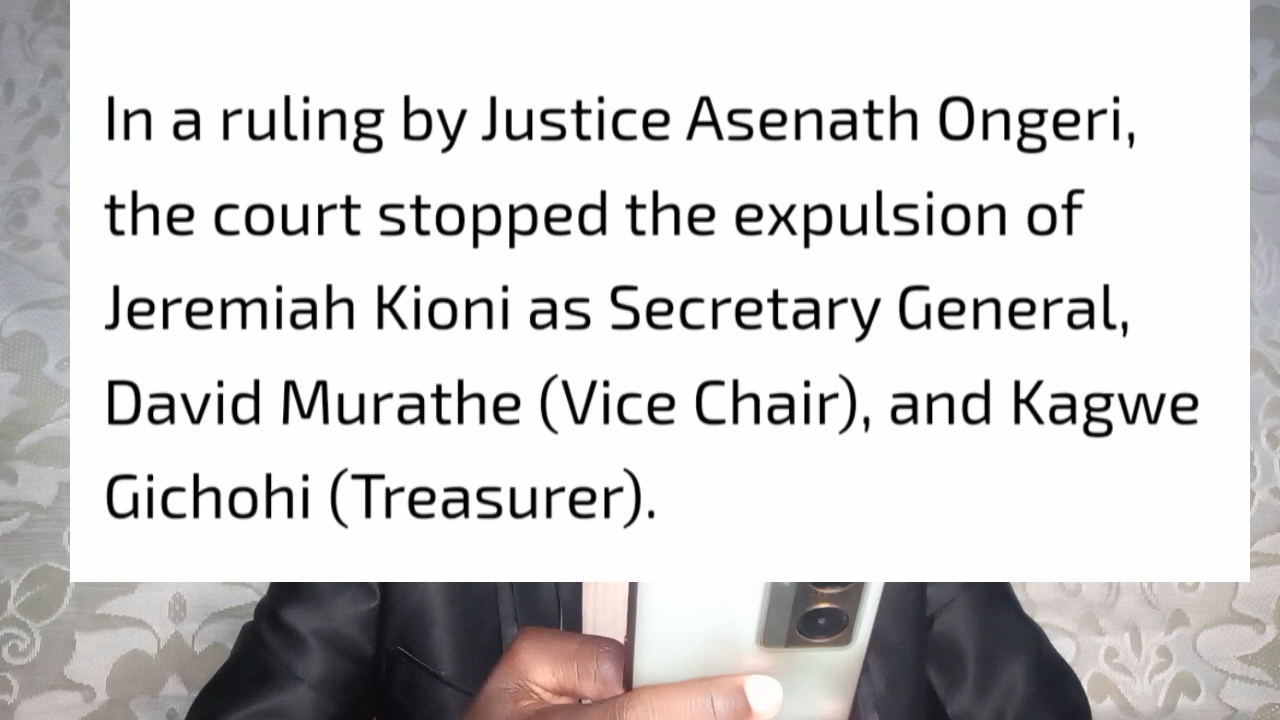 In a ruling by Justice Asenath Ongeri,
the court stopped the expulsion of
Jeremiah Kioni as Secretary General,
David Murathe (Vice Chair), and Kagwe
Gichohi (Treasurer).